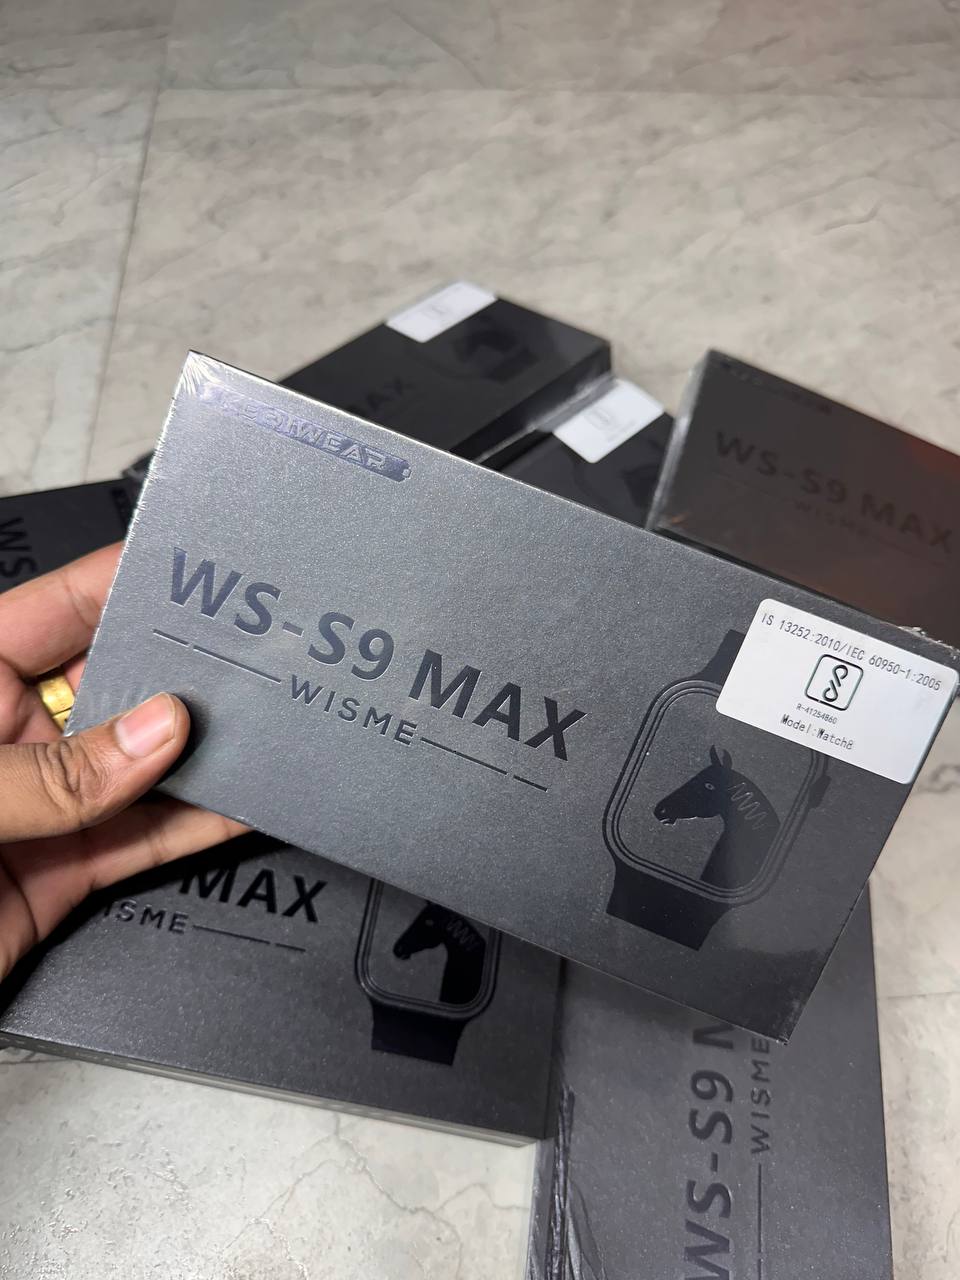 WS-S9 MAX
WISME
IS 13252:2010/IEC 60950-1:2005
R-41254860
Model:Watch8
WS-S9 MAX
WISME
MAX
WS
MAX
WISME
WS-S9 M
WISME